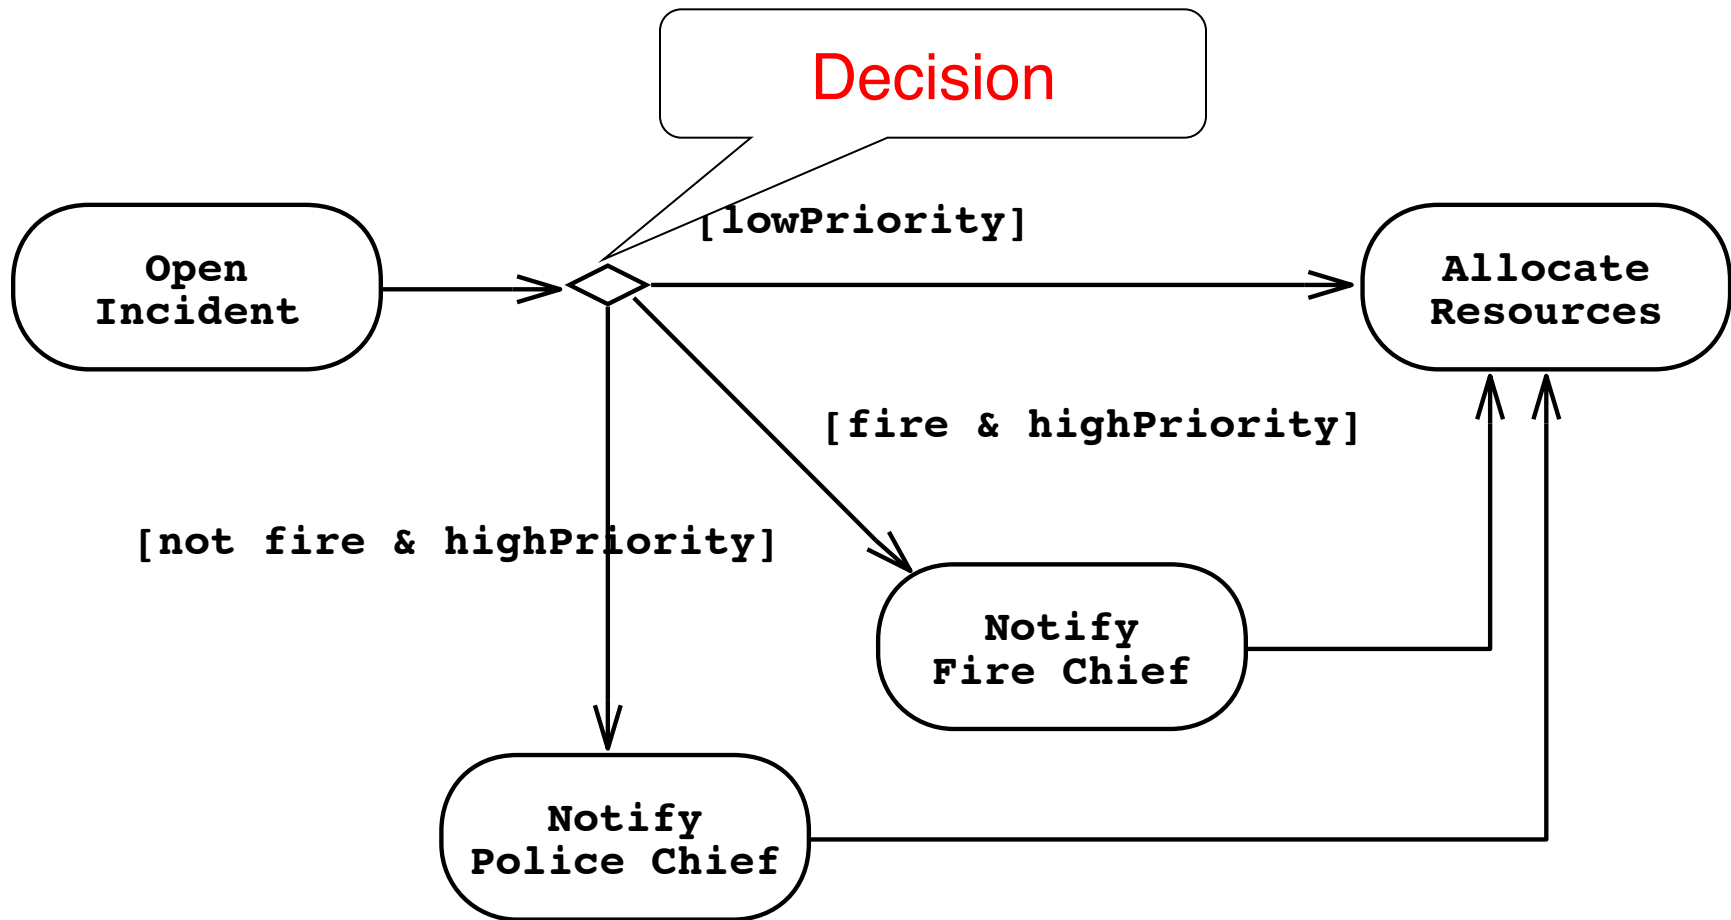 Decision
[lowPriority]
Open
Incident
Allocate
Resources
[fire & highPriority]
[not fire & highPriority]
Notify
Fire Chief
Notify
Police Chief